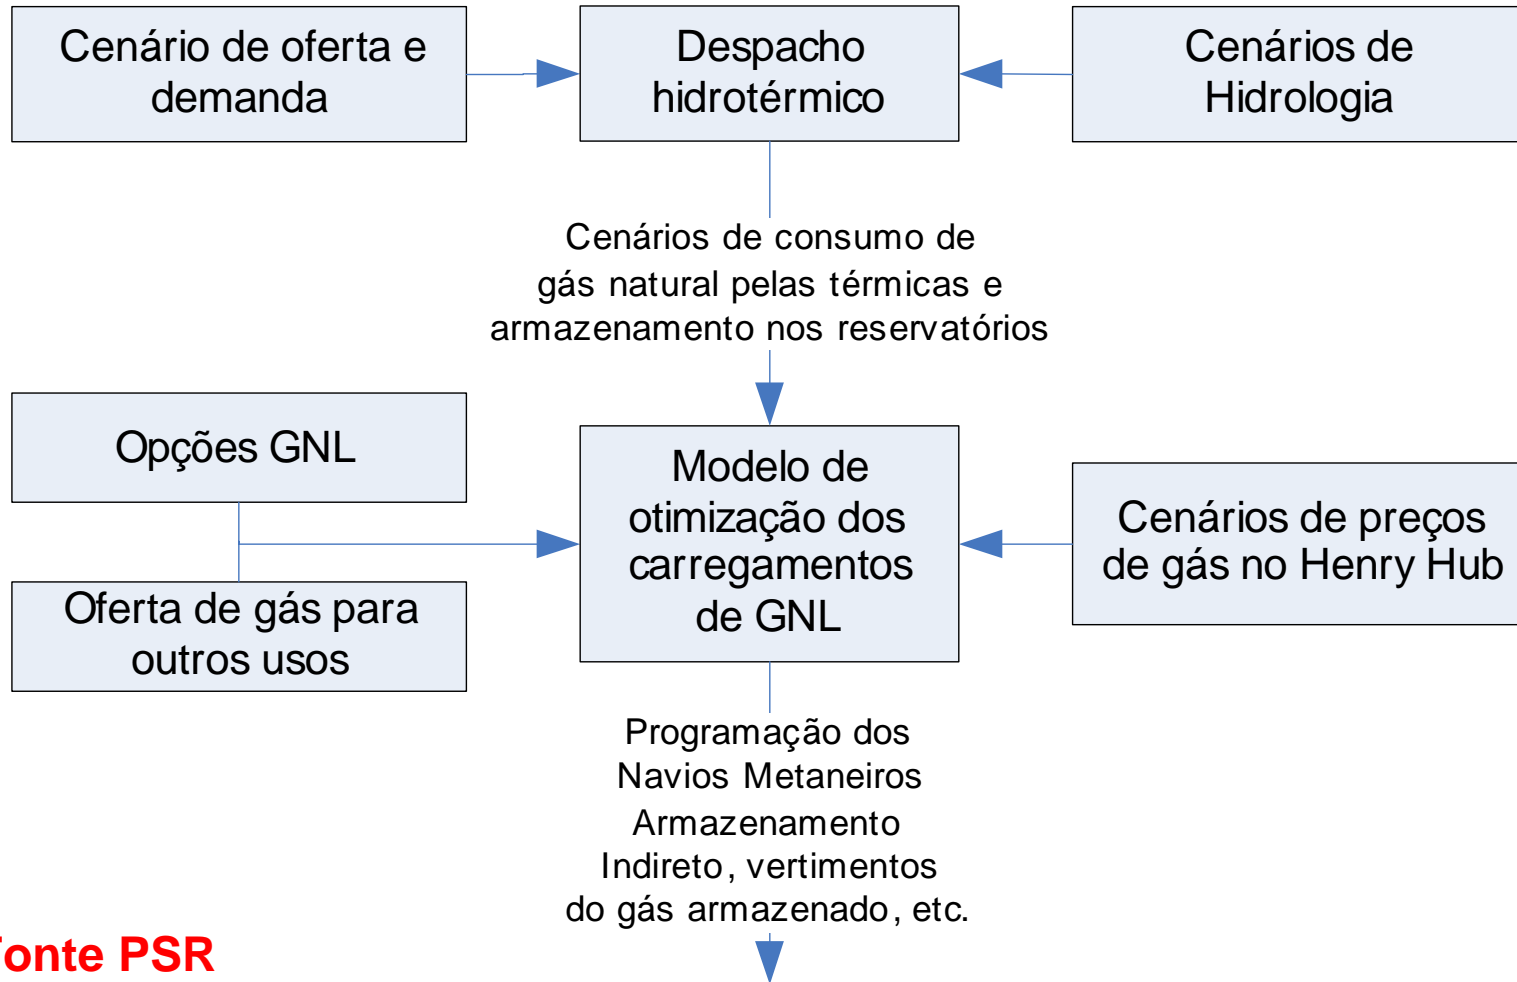 Cenário de oferta e
demanda
Despacho
hidrotérmico
Cenários de
Hidrologia
Cenários de consumo de
gás natural pelas térmicas e
armazenamento nos reservatórios
Opções GNL
Oferta de gás para
outros usos
Modelo de
otimização dos
carregamentos
de GNL
Cenários de preços
de gás no Henry Hub
Programação dos
Navios Metaneiros
Armazenamento
Indireto, vertimentos
do gás armazenado, etc.
Fonte PSR